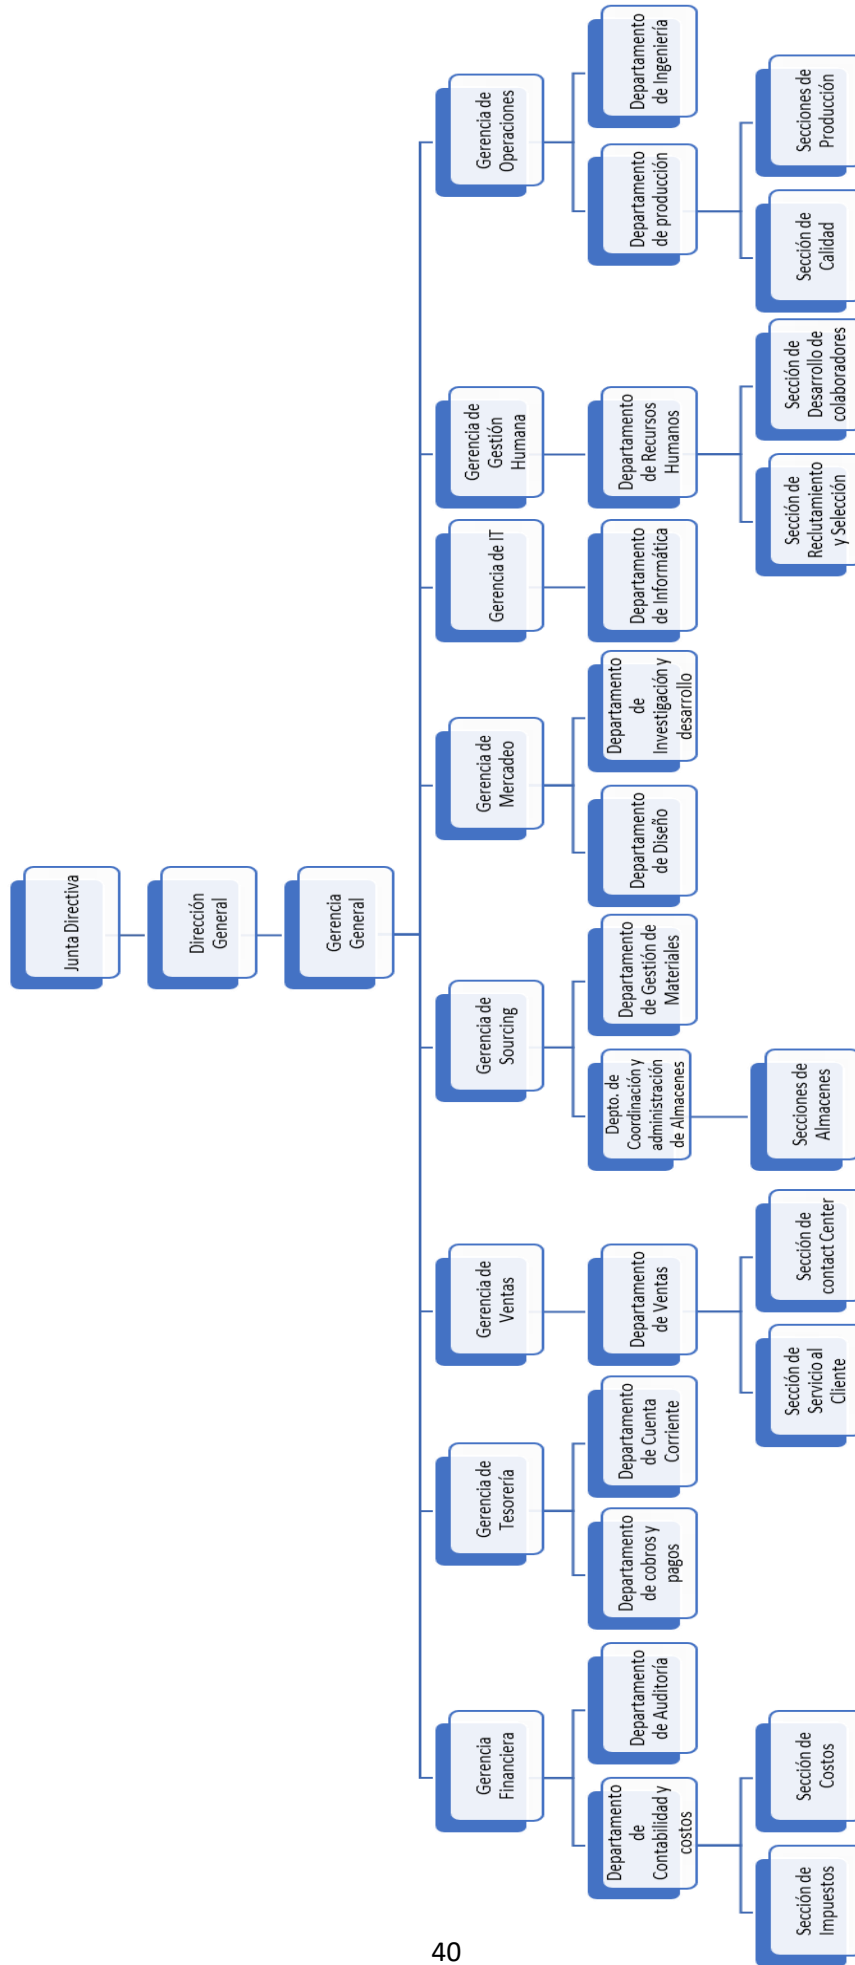 Junta Directiva
Dirección
General
Gerencia
General
Gerencia
Financiera
Gerencia de
Tesorería
Gerencia de
Ventas
Gerencia de
Sourcing
Gerencia de
Mercadeo
Gerencia de IT
Gerencia de
Gestión
Humana
Gerencia de
Operaciones
Departamento
de
Contabilidad y
costos
Departamento
de Auditoría
Departamento
de cobros y
pagos
Departamento
de Cuenta
Corriente
Departamento
de Ventas
Depto. de
Coordinación y
administración
de Almacenes
Departamento
de Gestión de
Materiales
Departamento
de Diseño
Departamento
de
Investigación y
desarrollo
Departamento
de Informática
Departamento
de Recursos
Humanos
Departamento
de producción
Departamento
de Ingeniería
Sección de
Impuestos
Sección de
Costos
Sección de
Servicio al
Cliente
Sección de
contact Center
Secciones de
Almacenes
Sección de
Reclutamiento
y Selección
Sección de
Desarrollo de
colaboradores
Sección de
Calidad
Secciones de
Producción
40